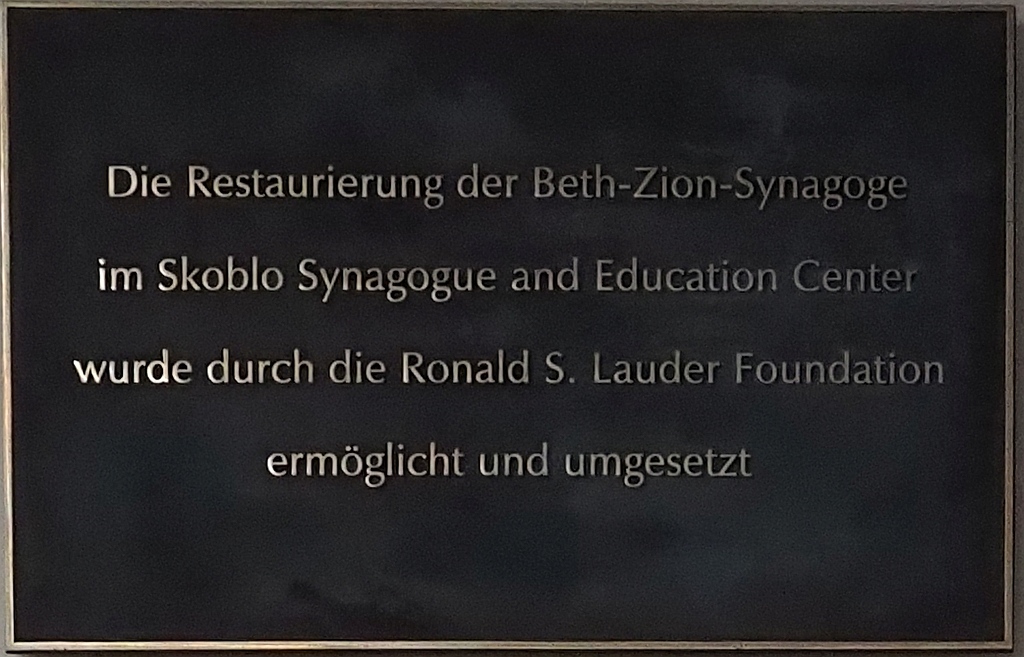 Die Restaurierung der Beth-Zion-Synagoge
im Skoblo Synagogue and Education Center
wurde durch die Ronald S. Lauder Foundation
ermöglicht und umgesetzt